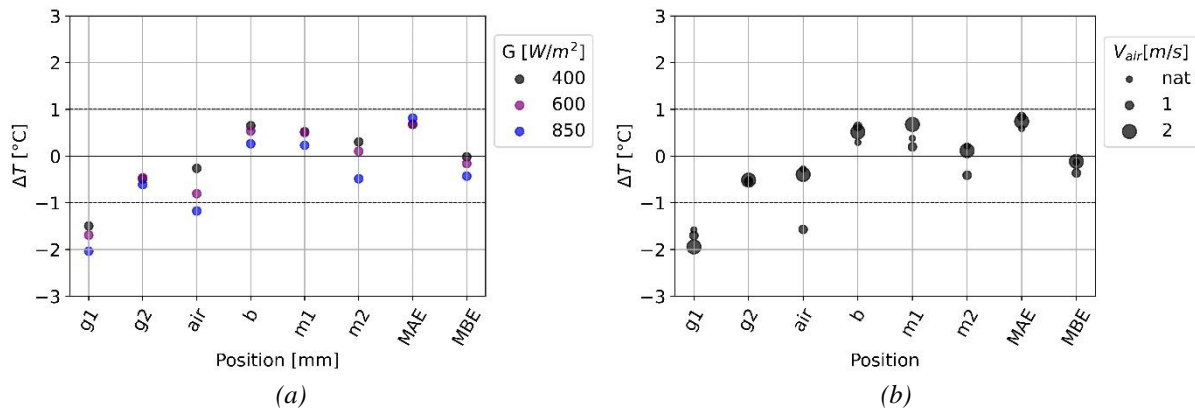 3
2
1
0
−1
−2
−3
ΔT [°C]
g1
g2
air
b
m1
m2
MAE
MBE
Position [mm]
G [W/m²]
400
600
850
(a)
3
2
1
0
−1
−2
−3
ΔT [°C]
g1
g2
air
b
m1
m2
MAE
MBE
Position
V_air[m/s]
nat
1
2
(b)